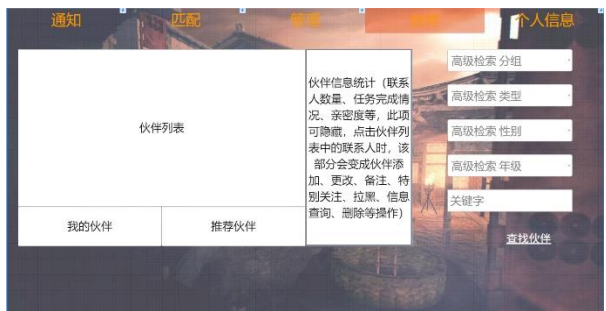 通知
匹配
管理
个人信息
伙伴列表
我的伙伴
推荐伙伴
伙伴信息统计（联系
人数量、任务完成情
况、亲密度等，此项
可隐藏，点击伙伴列
表中的联系人时，该
部分会变成伙伴添
加、更改、备注、特
别关注、拉黑、信息
查询、删除等操作）
高级检索 分组
高级检索 类型
高级检索 性别
高级检索 年级
关键字
查找伙伴